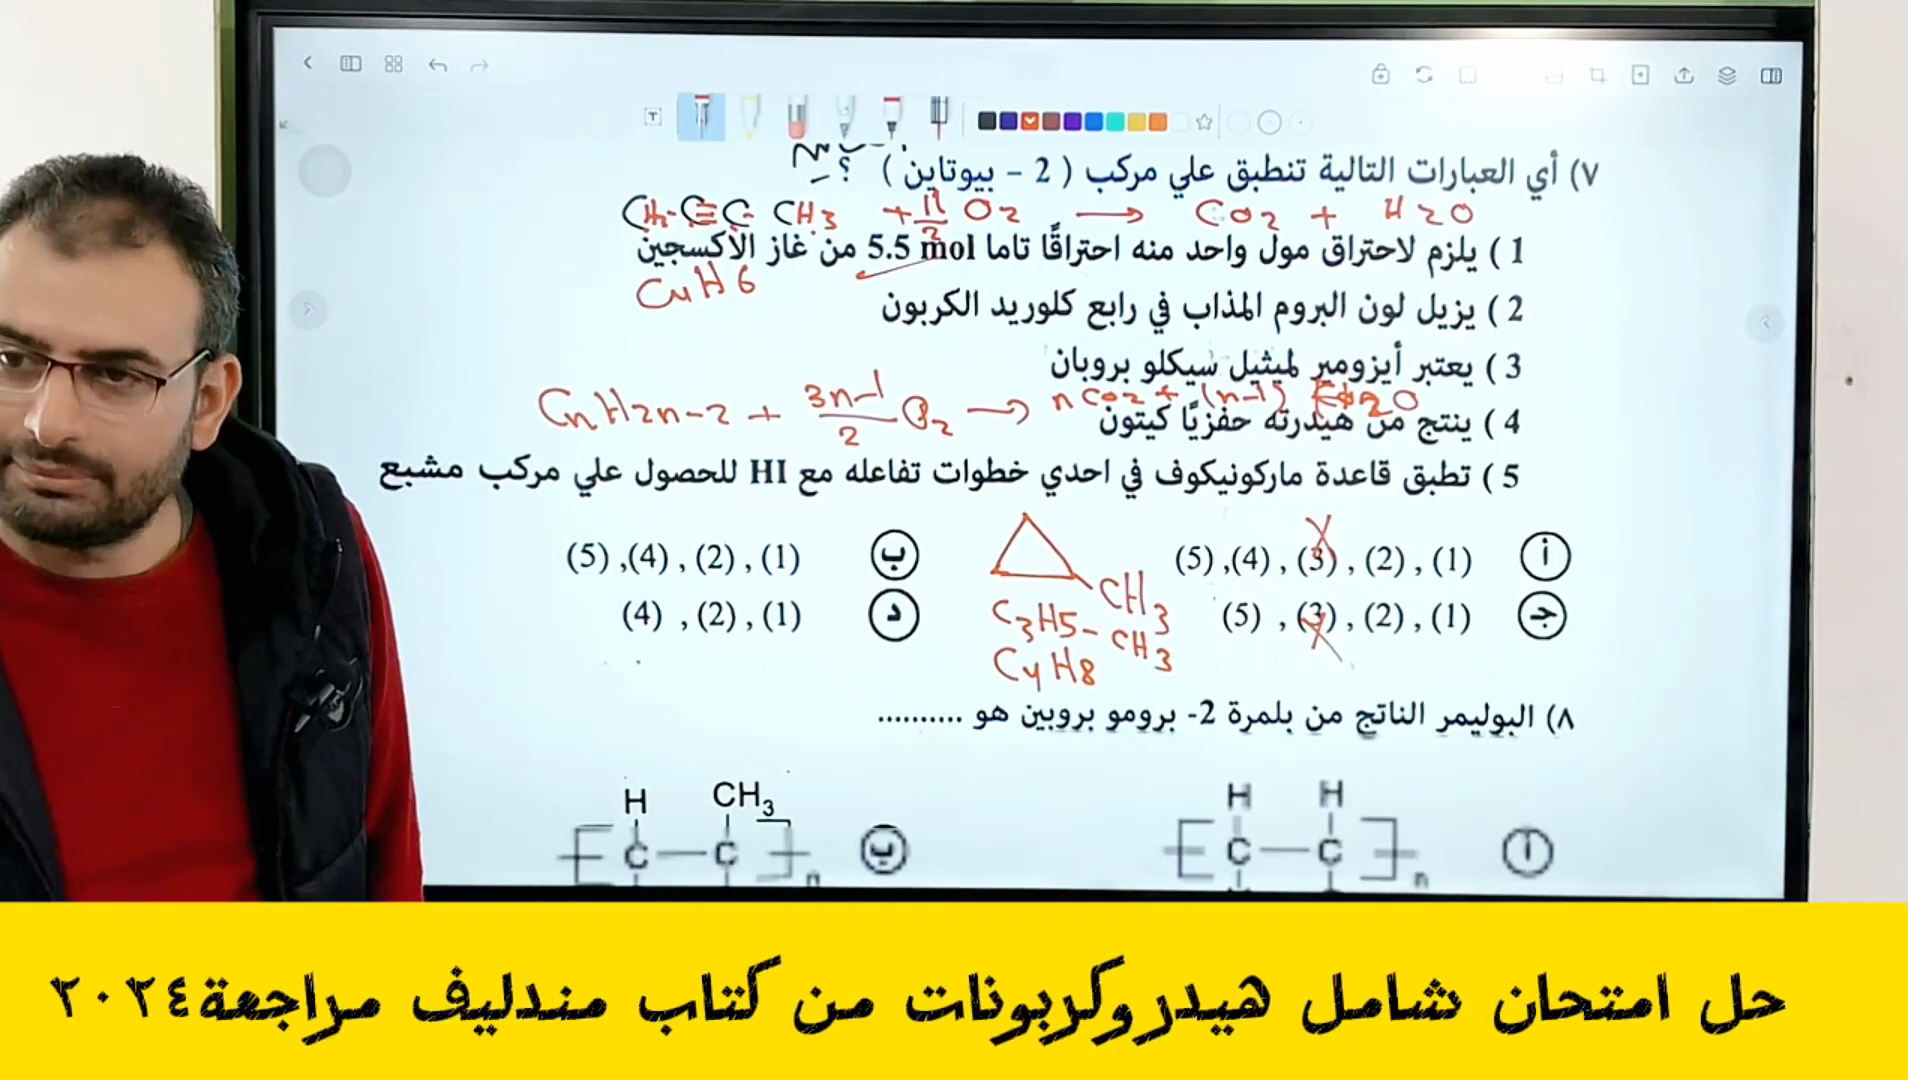 ٧) أي العبارات التالية تنطبق علي مركب ( 2 - بيوتاين ) ؟
CH3-C≡C-CH3 + 11/2 O2 → CO2 + H2O
1 ) يلزم لاحتراق مول واحد منه احتراقًا تاما 5.5 mol من غاز الأكسجين
C4H6
2 ) يزيل لون البروم المذاب في رابع كلوريد الكربون
3 ) يعتبر أيزومير لميثيل سيكلو بروبان
CnH2n-2 + 3n-1/2 O2 → n CO2 + (n-1) H2O
4 ) ينتج من هيدرته حفزيًا كيتون
5 ) تطبق قاعدة ماركونيكوف في احدي خطوات تفاعله مع HI للحصول علي مركب مشبع
أ (1) , (2) , (3) , (4), (5)
ب (1) , (2) , (4), (5)
ج (1) , (2) , (3) , (5)
د (1) , (2) , (4)
CH3
C3H5-CH3
C4H8
٨) البوليمر الناتج من بلمرة 2- برومو بروبين هو ..........
أ
H H
C C n
ب
H CH3
C C n
حل امتحان شامل هيدروكربونات من كتاب مندليف مراجعة ٢٠٢٤